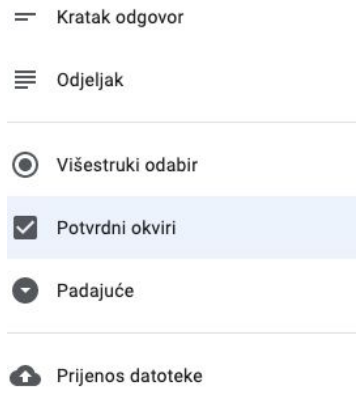 Kratak odgovor
Odjeljak
Višestruki odabir
Potvrdni okviri
Padajuće
Prijenos datoteke